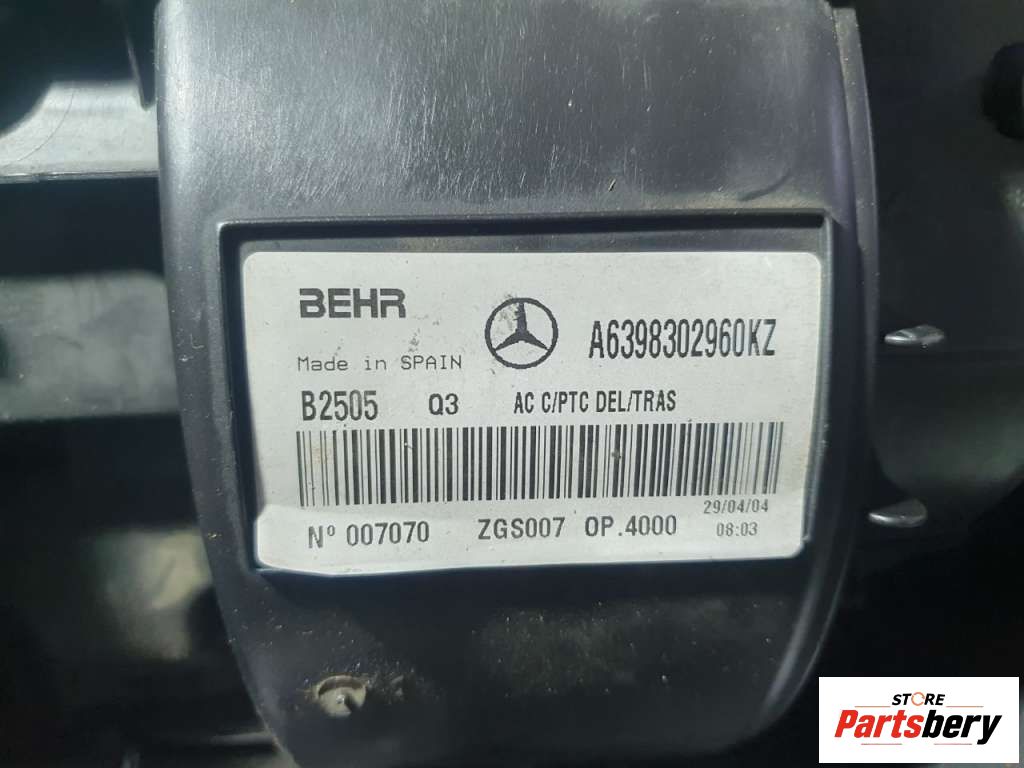 BEHR
A6398302960KZ
Made in SPAIN
B2505 Q3 AC C/PTC DEL/TRAS
29/04/04
Nº 007070 ZGS007 OP.4000 08:03
STORE
Partsbery